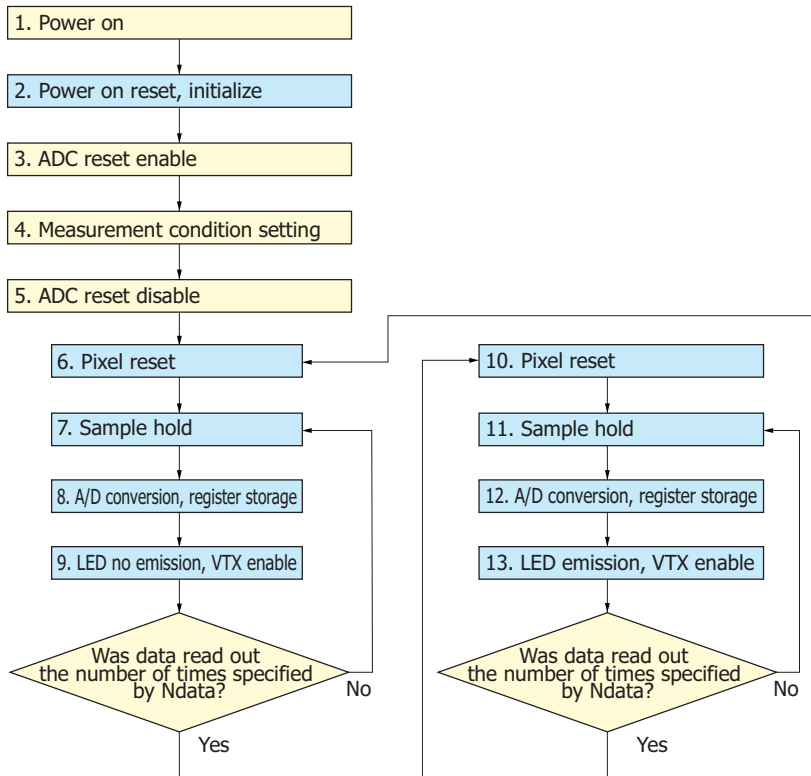 1. Power on
2. Power on reset, initialize
3. ADC reset enable
4. Measurement condition setting
5. ADC reset disable
6. Pixel reset
7. Sample hold
8. A/D conversion, register storage
9. LED no emission, VTX enable
Was data read out
the number of times specified
by Ndata?
No
Yes
10. Pixel reset
11. Sample hold
12. A/D conversion, register storage
13. LED emission, VTX enable
Was data read out
the number of times specified
by Ndata?
No
Yes